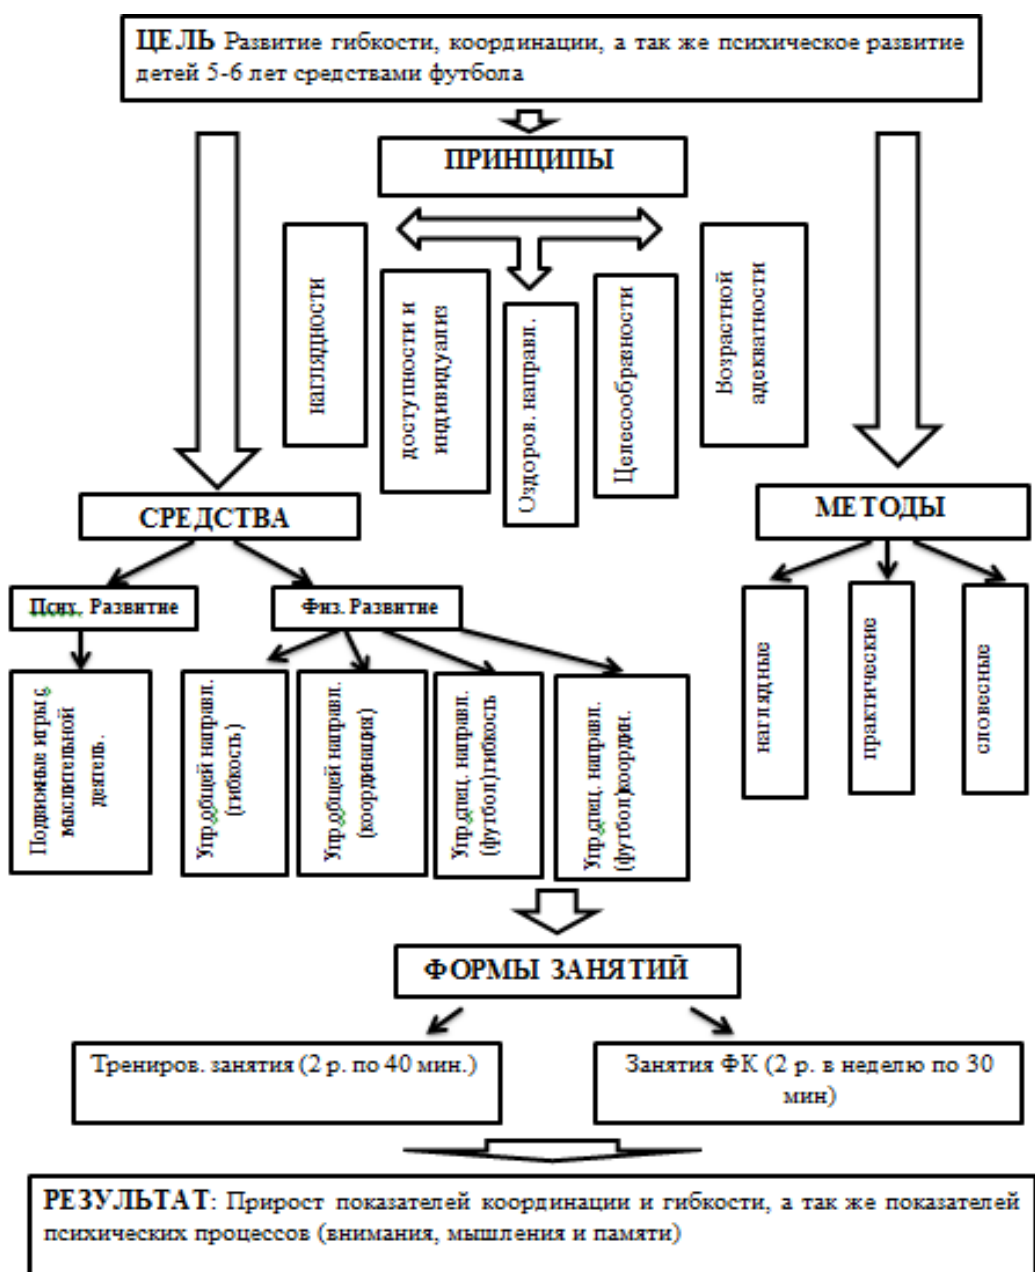 ЦЕЛЬ Развитие гибкости, координации, а так же психическое развитие
детей 5-6 лет средствами футбола
ПРИНЦИПЫ
наглядности
доступности и
индивидуализ
Оздоров. направл.
Целесообразности
Возрастной
адекватности
СРЕДСТВА
МЕТОДЫ
Псих. Развитие
Физ. Развитие
Подвижные игры с
мыслительной
деятель.
Упр общей направл.
(гибкость)
Упр общей направл.
(координация)
Упр спец. направл.
(футбол)гибкость
Упр спец. направл.
(футбол)координ.
наглядные
практические
словесные
ФОРМЫ ЗАНЯТИЙ
Трениров. занятия (2 р. по 40 мин.)
Занятия ФК (2 р. в неделю по 30
мин)
РЕЗУЛЬТАТ: Прирост показателей координации и гибкости, а так же показателей
психических процессов (внимания, мышления и памяти)